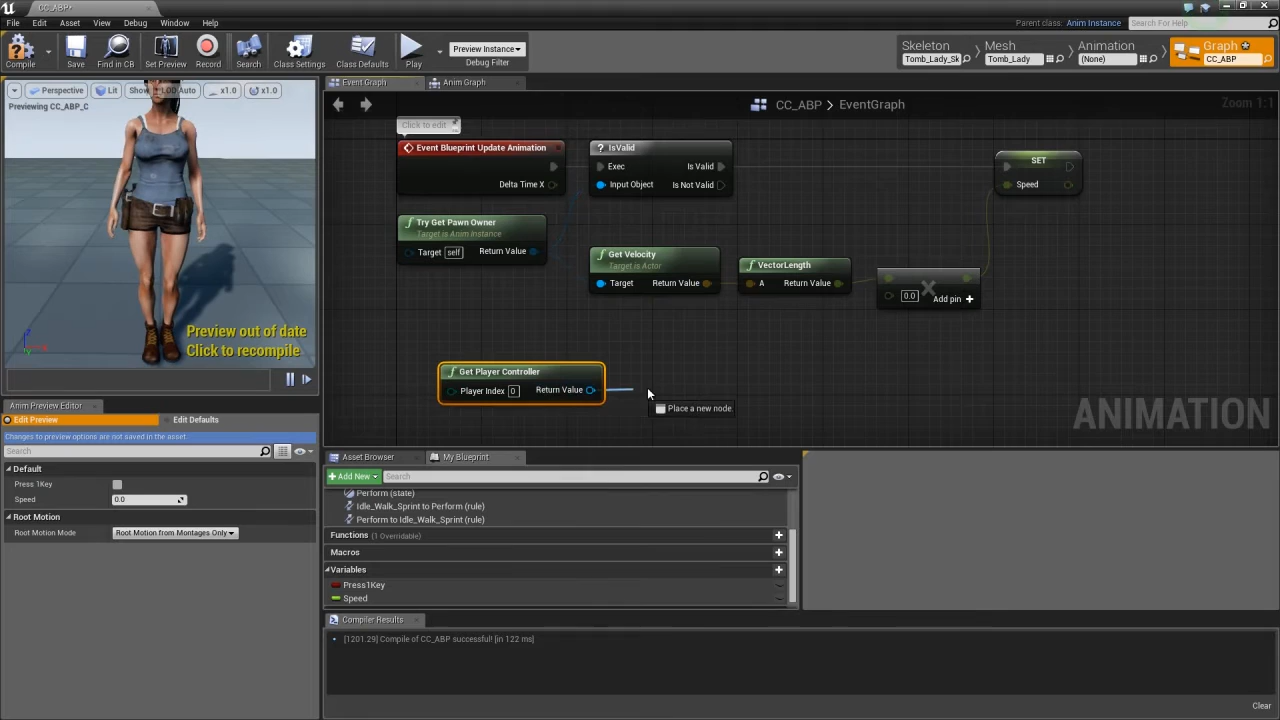 CC_ABP*
File Edit Asset View Debug Window Help
Parent class: Anim Instance Search For Help
Compile Save Find in CB Set Preview Record Search Class Settings Class Defaults Play
Preview Instance
Debug Filter
Skeleton
Tomb_Lady_Sk
Mesh
Tomb_Lady
Animation
(None)
Graph
CC_ABP
Perspective Lit Show LOD Auto x1.0 x1.0
Previewing CC_ABP_C
Event Graph Anim Graph
CC_ABP > EventGraph Zoom 1:1
Click to edit
Event Blueprint Update Animation
Delta Time X
? IsValid
Exec Is Valid
Input Object Is Not Valid
SET
Speed
f Try Get Pawn Owner
Target is Anim Instance
Target self Return Value
f Get Velocity
Target is Actor
Target Return Value
f VectorLength
A Return Value
0.0 Add pin +
Preview out of date
Click to recompile
f Get Player Controller
Player Index 0 Return Value
Place a new node
ANIMATION
Anim Preview Editor
Edit Preview Edit Defaults
Changes to preview options are not saved in the asset
Search
Default
Press 1Key
Speed 0.0
Root Motion
Root Motion Mode Root Motion from Montages Only
Asset Browser My Blueprint
+Add New Search
Perform (state)
Idle_Walk_Sprint to Perform (rule)
Perform to Idle_Walk_Sprint (rule)
Functions (1 Overridable)
Macros
Variables
Press1Key
Speed
Compiler Results
[1201.29] Compile of CC_ABP successful! [in 122 ms]
Clear